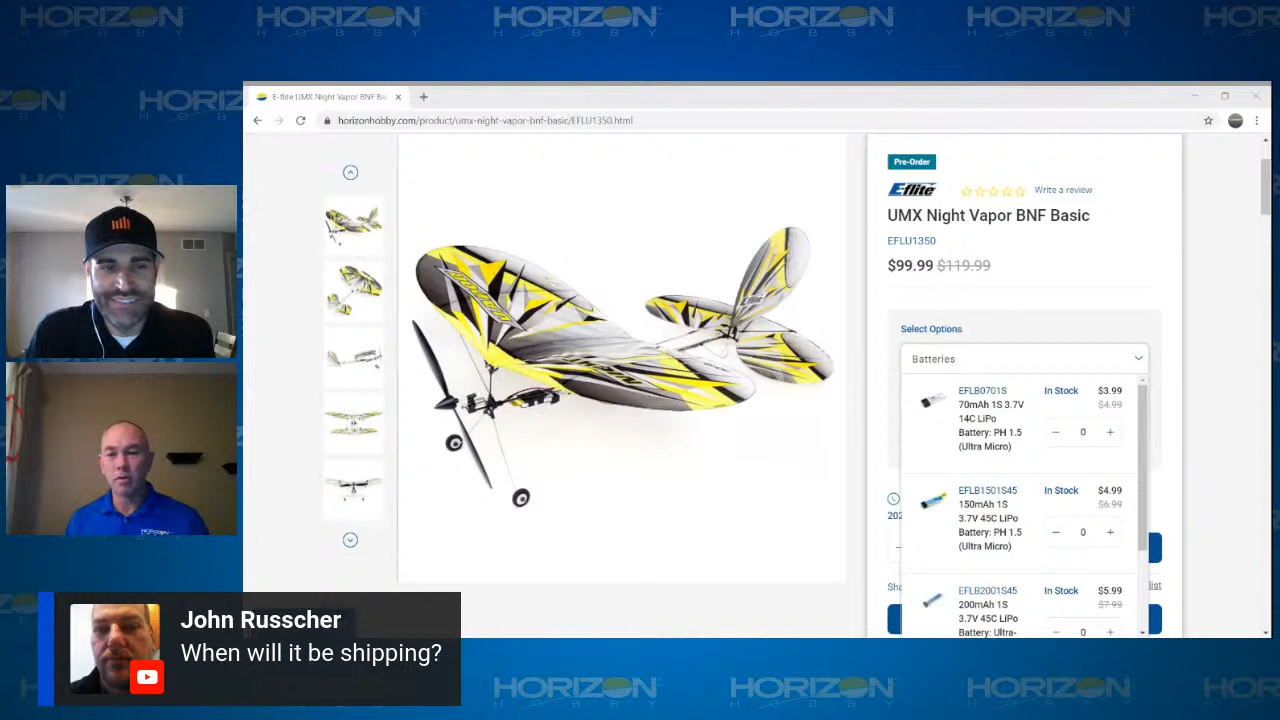 HORIZON
HOBBY
E-flite UMX Night Vapor BNF Ba
horizonhobby.com/product/umx-night-vapor-bnf-basic/EFLU1350.html
Pre-Order
E-flite
Write a review
UMX Night Vapor BNF Basic
EFLU1350
$99.99 $119.99
Select Options
Batteries
EFLB0701S In Stock $3.99
70mAh 1S 3.7V $4.99
14C LiPo
Battery: PH 1.5 − 0 +
(Ultra Micro)
EFLB1501S45 In Stock $4.99
150mAh 1S $6.99
3.7V 45C LiPo
Battery: PH 1.5 − 0 +
(Ultra Micro)
EFLB2001S45 In Stock $5.99
200mAh 1S $7.99
3.7V 45C LiPo
Battery: Ultra- − 0 +
202
Sha
list
HORIZON
John Russcher
When will it be shipping?